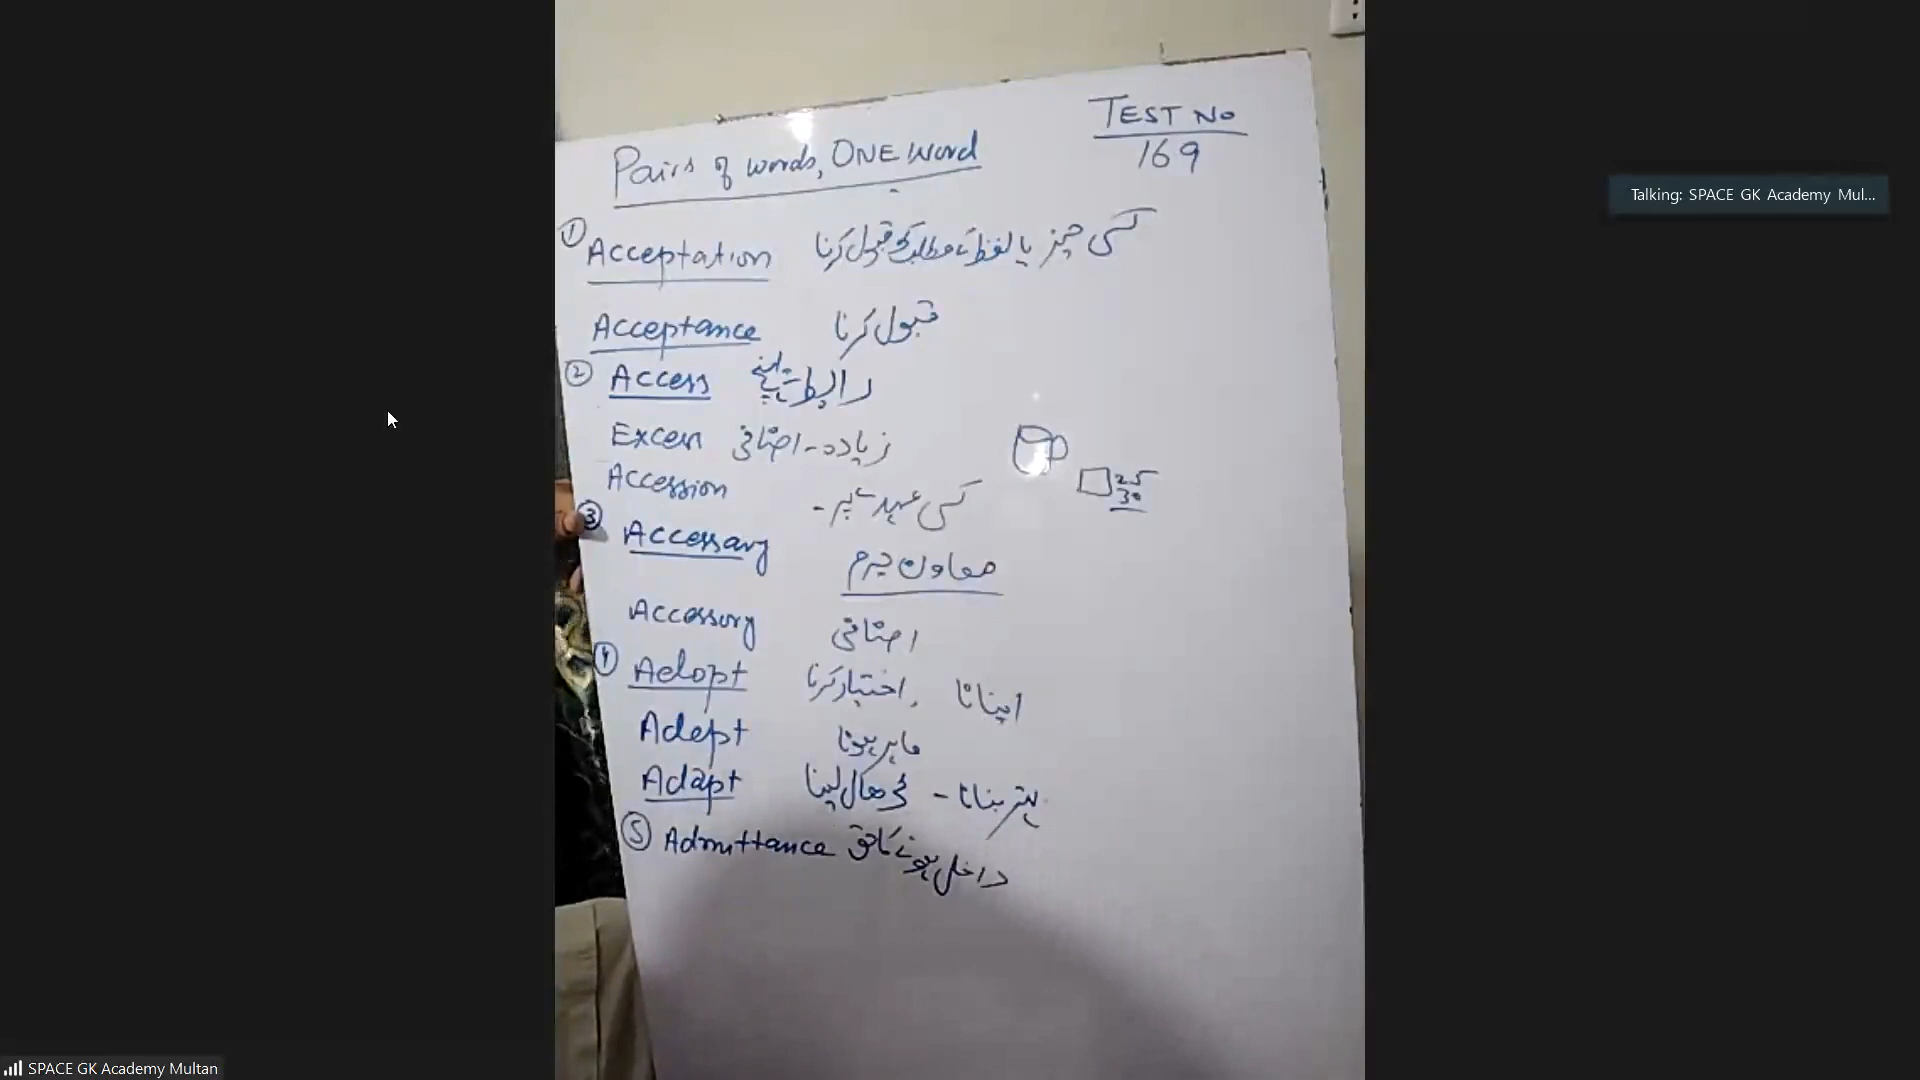 TEST NO
169
Pairs of words, ONE Word
① Acceptation کسی چیز یا لفظ کے مطلب کو قبول کرنا
Acceptance قبول کرنا
② Access رابطہ
Excess زیادہ - اضافی
Accession کسی عہدے پر -
③ Accessary معاون جرم
Accessory اضافی
④ Adopt اپنانا , اختیار کرنا
Adept ماہر ہونا
Adapt بہتر بنانا - ڈھال لینا
⑤ Admittance داخل ہونے کا حق
25
30
Talking: SPACE GK Academy Mul...
SPACE GK Academy Multan